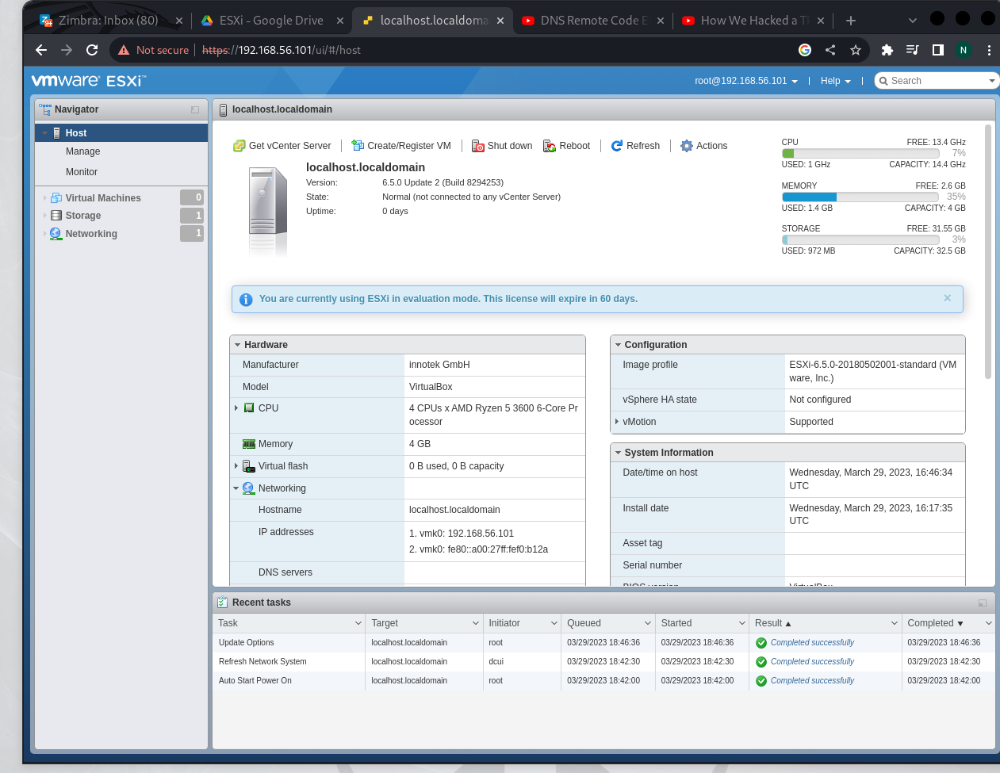 Zimbra: Inbox (80)
ESXi - Google Drive
localhost.localdoma
DNS Remote Code E
How We Hacked a T
Not secure
https://192.168.56.101/ui/#/host
N
vmware ESXi™
root@192.168.56.101
Help
Search
Navigator
Host
Manage
Monitor
Virtual Machines 0
Storage 1
Networking 1
localhost.localdomain
Get vCenter Server
Create/Register VM
Shut down
Reboot
Refresh
Actions
localhost.localdomain
Version: 6.5.0 Update 2 (Build 8294253)
State: Normal (not connected to any vCenter Server)
Uptime: 0 days
CPU FREE: 13.4 GHz
7%
USED: 1 GHz CAPACITY: 14.4 GHz
MEMORY FREE: 2.6 GB
35%
USED: 1.4 GB CAPACITY: 4 GB
STORAGE FREE: 31.55 GB
3%
USED: 972 MB CAPACITY: 32.5 GB
You are currently using ESXi in evaluation mode. This license will expire in 60 days.
Hardware
Manufacturer innotek GmbH
Model VirtualBox
CPU 4 CPUs x AMD Ryzen 5 3600 6-Core Pr
ocessor
Memory 4 GB
Virtual flash 0 B used, 0 B capacity
Networking
Hostname localhost.localdomain
IP addresses 1. vmk0: 192.168.56.101
2. vmk0: fe80::a00:27ff:fef0:b12a
DNS servers
Configuration
Image profile ESXi-6.5.0-20180502001-standard (VM
ware, Inc.)
vSphere HA state Not configured
vMotion Supported
System Information
Date/time on host Wednesday, March 29, 2023, 16:46:34
UTC
Install date Wednesday, March 29, 2023, 16:17:35
UTC
Asset tag
Serial number
BIOS version VirtualBox
Recent tasks
Task Target Initiator Queued Started Result Completed
Update Options localhost.localdomain root 03/29/2023 18:46:36 03/29/2023 18:46:36 Completed successfully 03/29/2023 18:46:36
Refresh Network System localhost.localdomain dcui 03/29/2023 18:42:30 03/29/2023 18:42:30 Completed successfully 03/29/2023 18:42:30
Auto Start Power On localhost.localdomain root 03/29/2023 18:42:00 03/29/2023 18:42:00 Completed successfully 03/29/2023 18:42:00